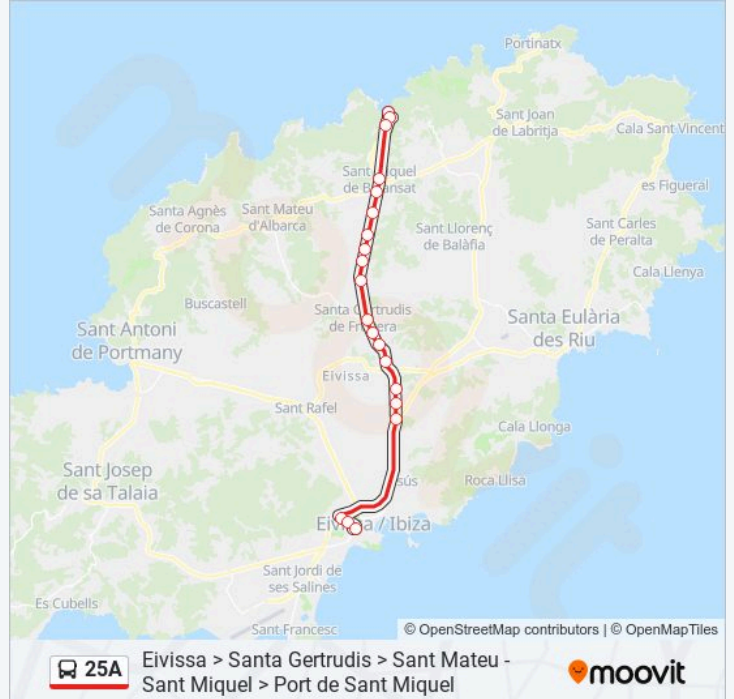 Portinatx
Sant Joan
de Labritja
Cala Sant Vincent
Sant Miquel
de Balansat
es Figueral
Santa Agnès
de Corona
Sant Mateu
d'Albarca
Sant Llorenç
de Balàfia
Sant Carles
de Peralta
Cala Llenya
Buscastell
Santa Gertrudis
de Fruitera
Santa Eulària
des Riu
Sant Antoni
de Portmany
Eivissa
Sant Rafel
Cala Llonga
Sant Josep
de sa Talaia
Roca Llisa
Eivissa / Ibiza
Sant Jordi de
ses Salines
Es Cubells
Sant Francesc
© OpenStreetMap contributors | © OpenMapTiles
25A
Eivissa > Santa Gertrudis > Sant Mateu -
Sant Miquel > Port de Sant Miquel
moovit